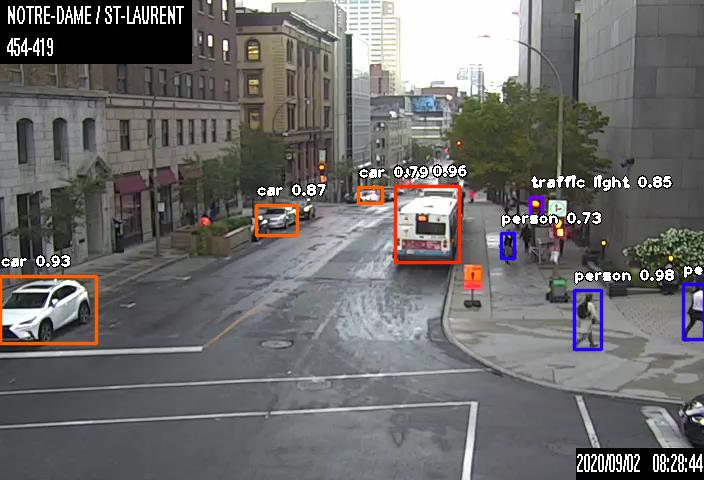 NOTRE-DAME / ST-LAURENT
454-419
car 0.79
0.96
car 0.87
traffic light 0.85
person 0.73
car 0.93
person 0.98
pe
2020/09/02 08:28:44